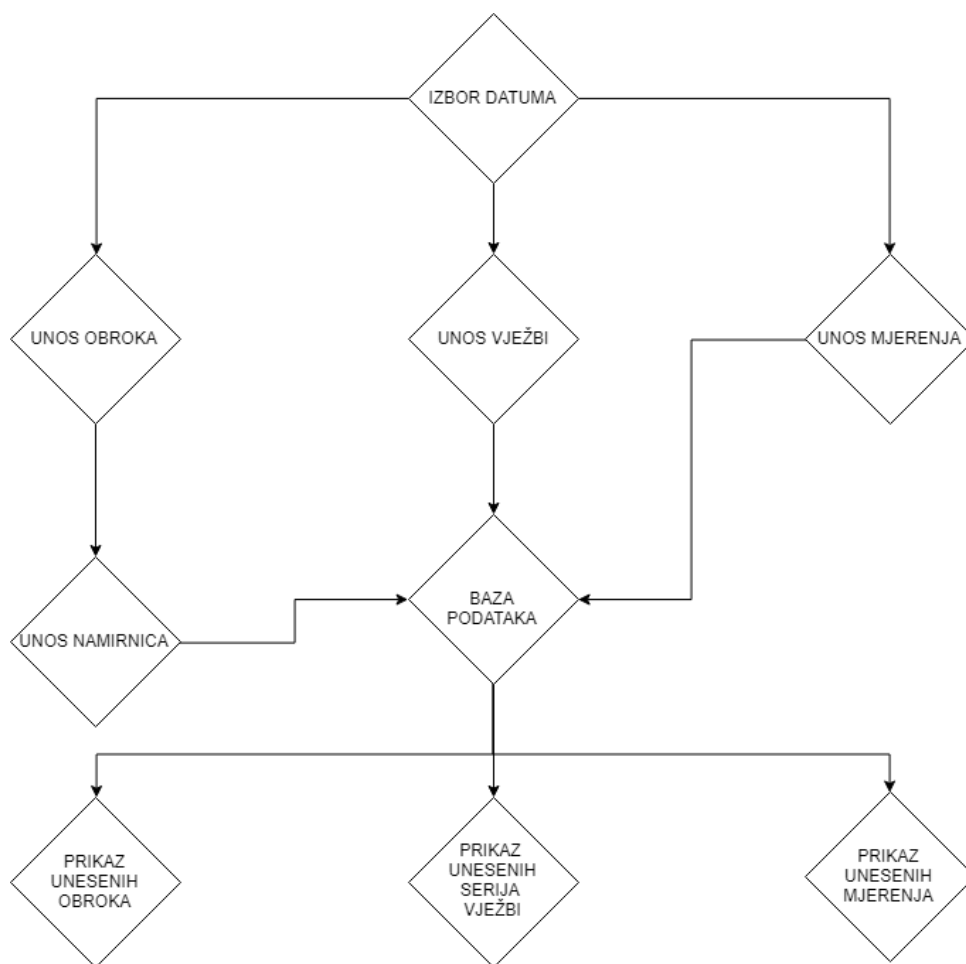 IZBOR DATUMA
UNOS OBROKA
UNOS VJEŽBI
UNOS MJERENJA
BAZA
PODATAKA
UNOS NAMIRNICA
PRIKAZ
UNESENIH
OBROKA
PRIKAZ
UNESENIH
SERIJA
VJEŽBI
PRIKAZ
UNESENIH
MJERENJA